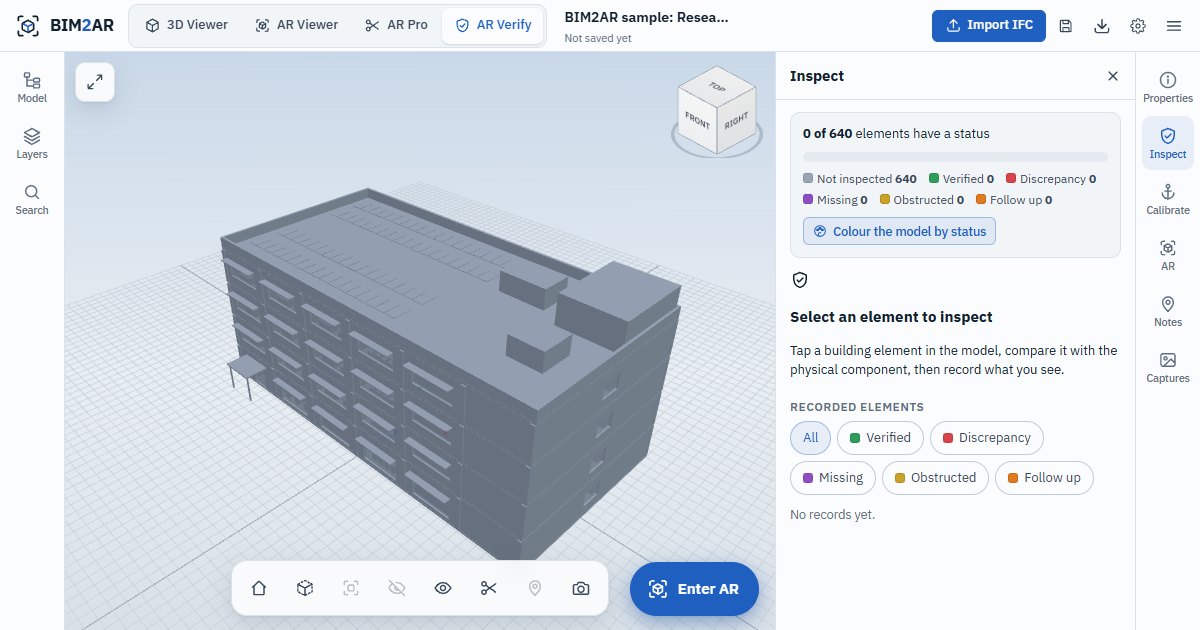 BIM2AR
3D Viewer
AR Viewer
AR Pro
AR Verify
BIM2AR sample: Resea...
Not saved yet
Import IFC
Model
Layers
Search
TOP
FRONT
RIGHT
Inspect
0 of 640 elements have a status
Not inspected 640
Verified 0
Discrepancy 0
Missing 0
Obstructed 0
Follow up 0
Colour the model by status
Select an element to inspect
Tap a building element in the model, compare it with the
physical component, then record what you see.
RECORDED ELEMENTS
All
Verified
Discrepancy
Missing
Obstructed
Follow up
No records yet.
Properties
Inspect
Calibrate
AR
Notes
Captures
Enter AR